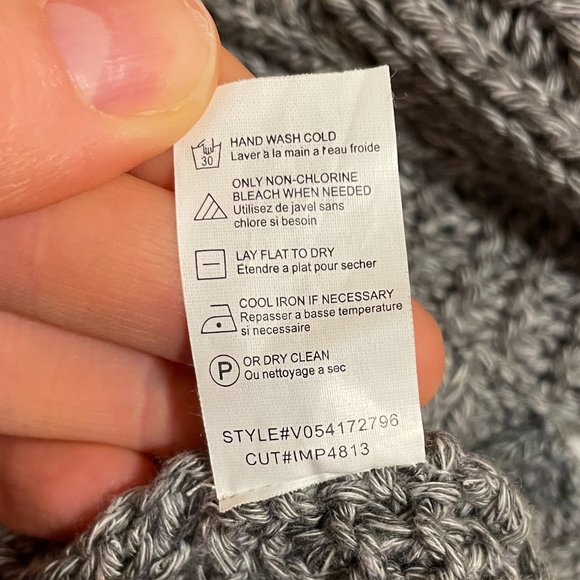 30
HAND WASH COLD
Laver à la main a l'eau froide
ONLY NON-CHLORINE
BLEACH WHEN NEEDED
Utilisez de javel sans
chlore si besoin
LAY FLAT TO DRY
Étendre a plat pour secher
COOL IRON IF NECESSARY
Repasser a basse temperature
si necessaire
P
OR DRY CLEAN
Ou nettoyage a sec
STYLE#V054172796
CUT#IMP4813